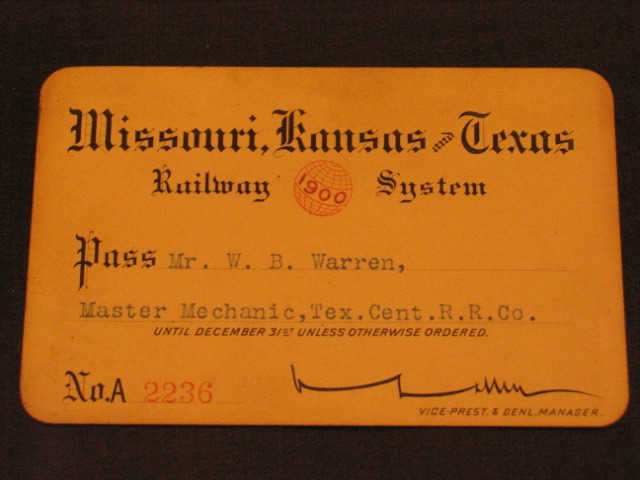 Missouri, Kansas and Texas
Railway 1900 System
Pass Mr. W. B. Warren,
Master Mechanic,Tex.Cent.R.R.Co.
UNTIL DECEMBER 31ST UNLESS OTHERWISE ORDERED.
No. A 2236
VICE-PREST. & GENL. MANAGER.